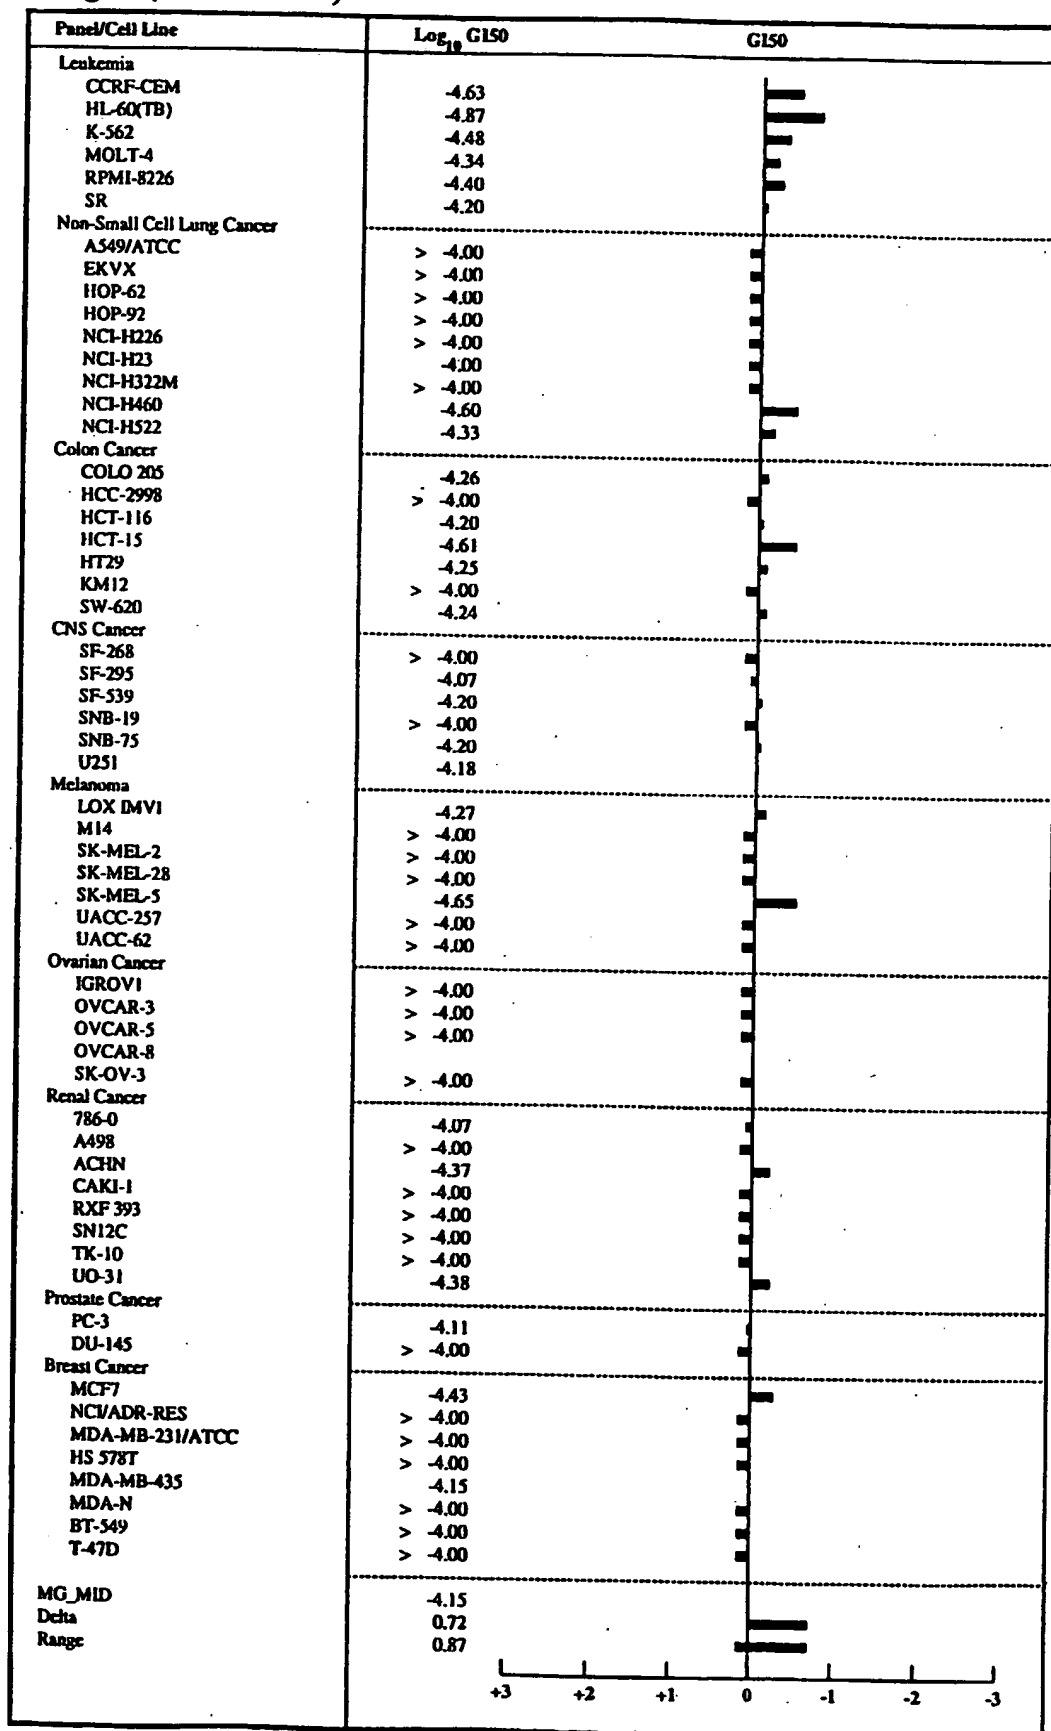 Panel/Cell Line Log10 GI50 GI50
Leukemia
CCRF-CEM -4.63
HL-60(TB) -4.87
K-562 -4.48
MOLT-4 -4.34
RPMI-8226 -4.40
SR -4.20
Non-Small Cell Lung Cancer
A549/ATCC > -4.00
EKVX > -4.00
HOP-62 > -4.00
HOP-92 > -4.00
NCI-H226 > -4.00
NCI-H23 -4.00
NCI-H322M > -4.00
NCI-H460 -4.60
NCI-H522 -4.33
Colon Cancer
COLO 205 -4.26
HCC-2998 > -4.00
HCT-116 -4.20
HCT-15 -4.61
HT29 -4.25
KM12 > -4.00
SW-620 -4.24
CNS Cancer
SF-268 > -4.00
SF-295 -4.07
SF-539 -4.20
SNB-19 > -4.00
SNB-75 -4.20
U251 -4.18
Melanoma
LOX IMVI -4.27
M14 > -4.00
SK-MEL-2 > -4.00
SK-MEL-28 > -4.00
SK-MEL-5 -4.65
UACC-257 > -4.00
UACC-62 > -4.00
Ovarian Cancer
IGROV1 > -4.00
OVCAR-3 > -4.00
OVCAR-5 > -4.00
OVCAR-8
SK-OV-3 > -4.00
Renal Cancer
786-0 -4.07
A498 > -4.00
ACHN -4.37
CAKI-1 > -4.00
RXF 393 > -4.00
SN12C > -4.00
TK-10 > -4.00
UO-31 -4.38
Prostate Cancer
PC-3 -4.11
DU-145 > -4.00
Breast Cancer
MCF7 -4.43
NCI/ADR-RES > -4.00
MDA-MB-231/ATCC > -4.00
HS 578T > -4.00
MDA-MB-435 -4.15
MDA-N > -4.00
BT-549 > -4.00
T-47D > -4.00
MG_MID -4.15
Delta 0.72
Range 0.87
+3 +2 +1 0 -1 -2 -3